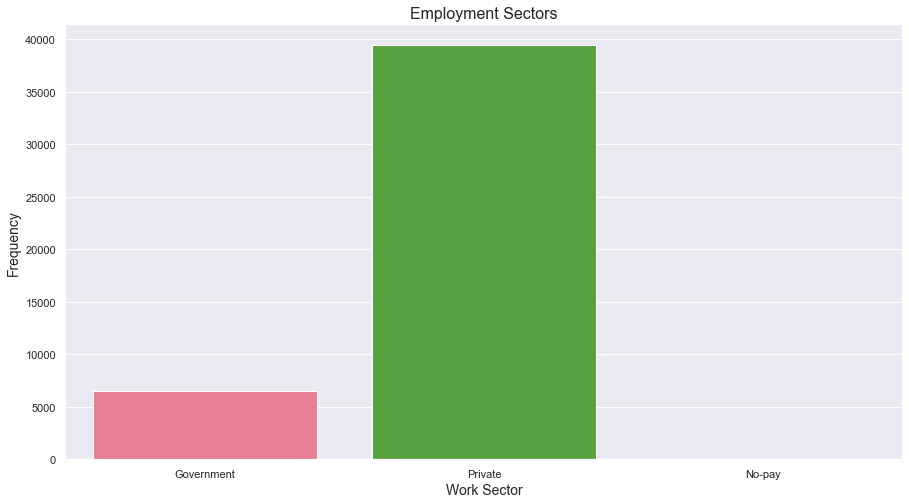 Employment Sectors
40000
35000
30000
25000
20000
15000
10000
5000
0
Frequency
Government
Private
No-pay
Work Sector